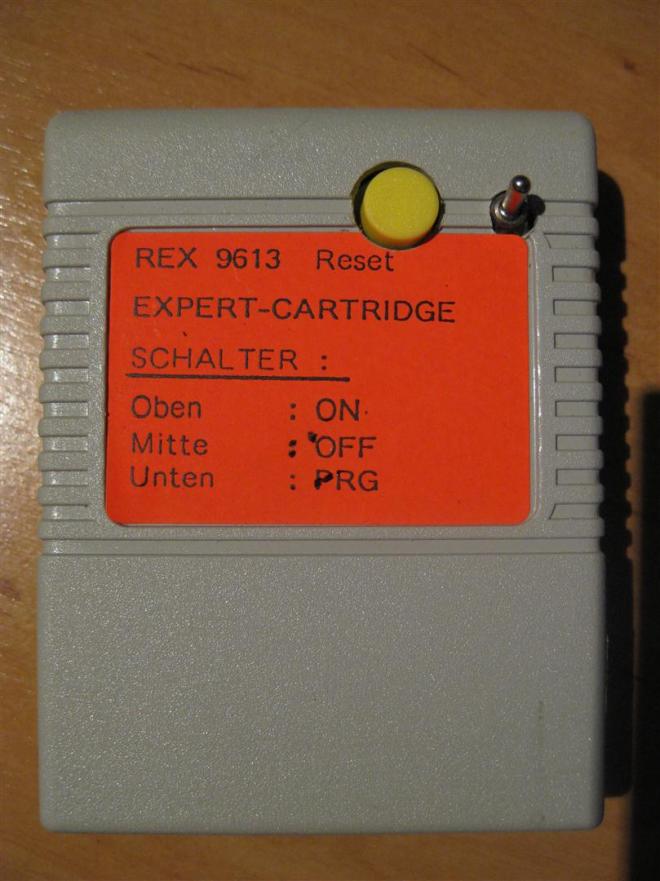 REX 9613 Reset
EXPERT-CARTRIDGE
SCHALTER :
Oben : ON
Mitte : OFF
Unten : PRG